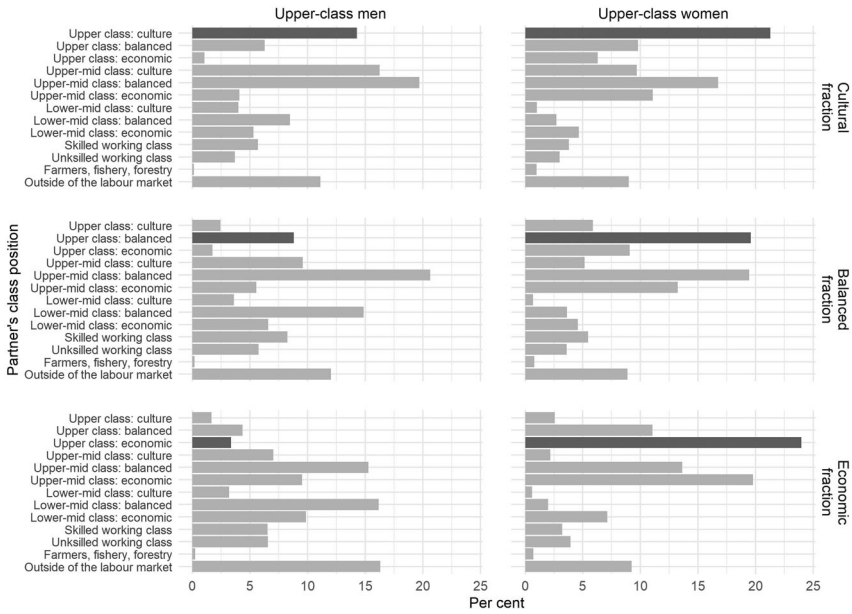 Upper-class men
Upper-class women
Upper class: culture
Upper class: balanced
Upper class: economic
Upper-mid class: culture
Upper-mid class: balanced
Upper-mid class: economic
Lower-mid class: culture
Lower-mid class: balanced
Lower-mid class: economic
Skilled working class
Unksilled working class
Farmers, fishery, forestry
Outside of the labour market
Cultural
fraction
Upper class: culture
Upper class: balanced
Upper class: economic
Upper-mid class: culture
Upper-mid class: balanced
Upper-mid class: economic
Lower-mid class: culture
Lower-mid class: balanced
Lower-mid class: economic
Skilled working class
Unksilled working class
Farmers, fishery, forestry
Outside of the labour market
Balanced
fraction
Partner's class position
Upper class: culture
Upper class: balanced
Upper class: economic
Upper-mid class: culture
Upper-mid class: balanced
Upper-mid class: economic
Lower-mid class: culture
Lower-mid class: balanced
Lower-mid class: economic
Skilled working class
Unksilled working class
Farmers, fishery, forestry
Outside of the labour market
Economic
fraction
0 5 10 15 20 25
0 5 10 15 20 25
Per cent